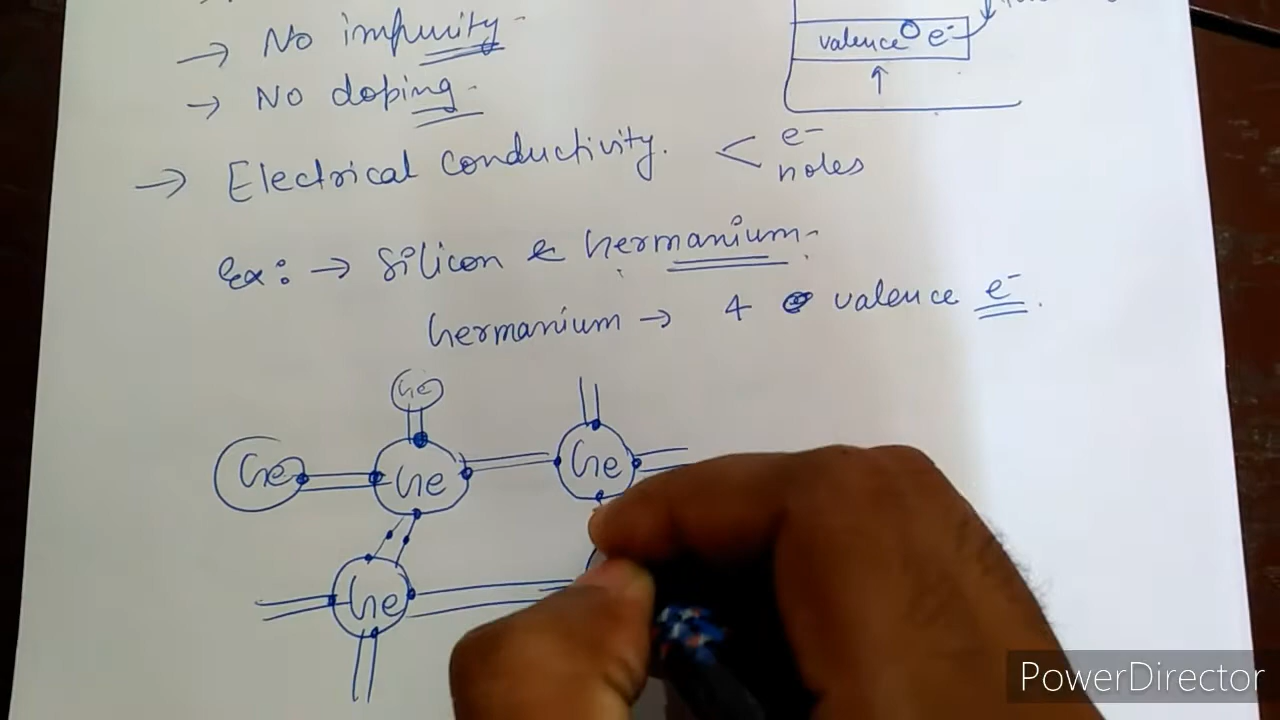 → No impurity.
→ No doping.
valence e-
→ Electrical conductivity. < e-
holes
Ex: → Silicon & Germanium.
Germanium → 4 valence e-.
Ge
Ge Ge Ge
Ge
PowerDirector